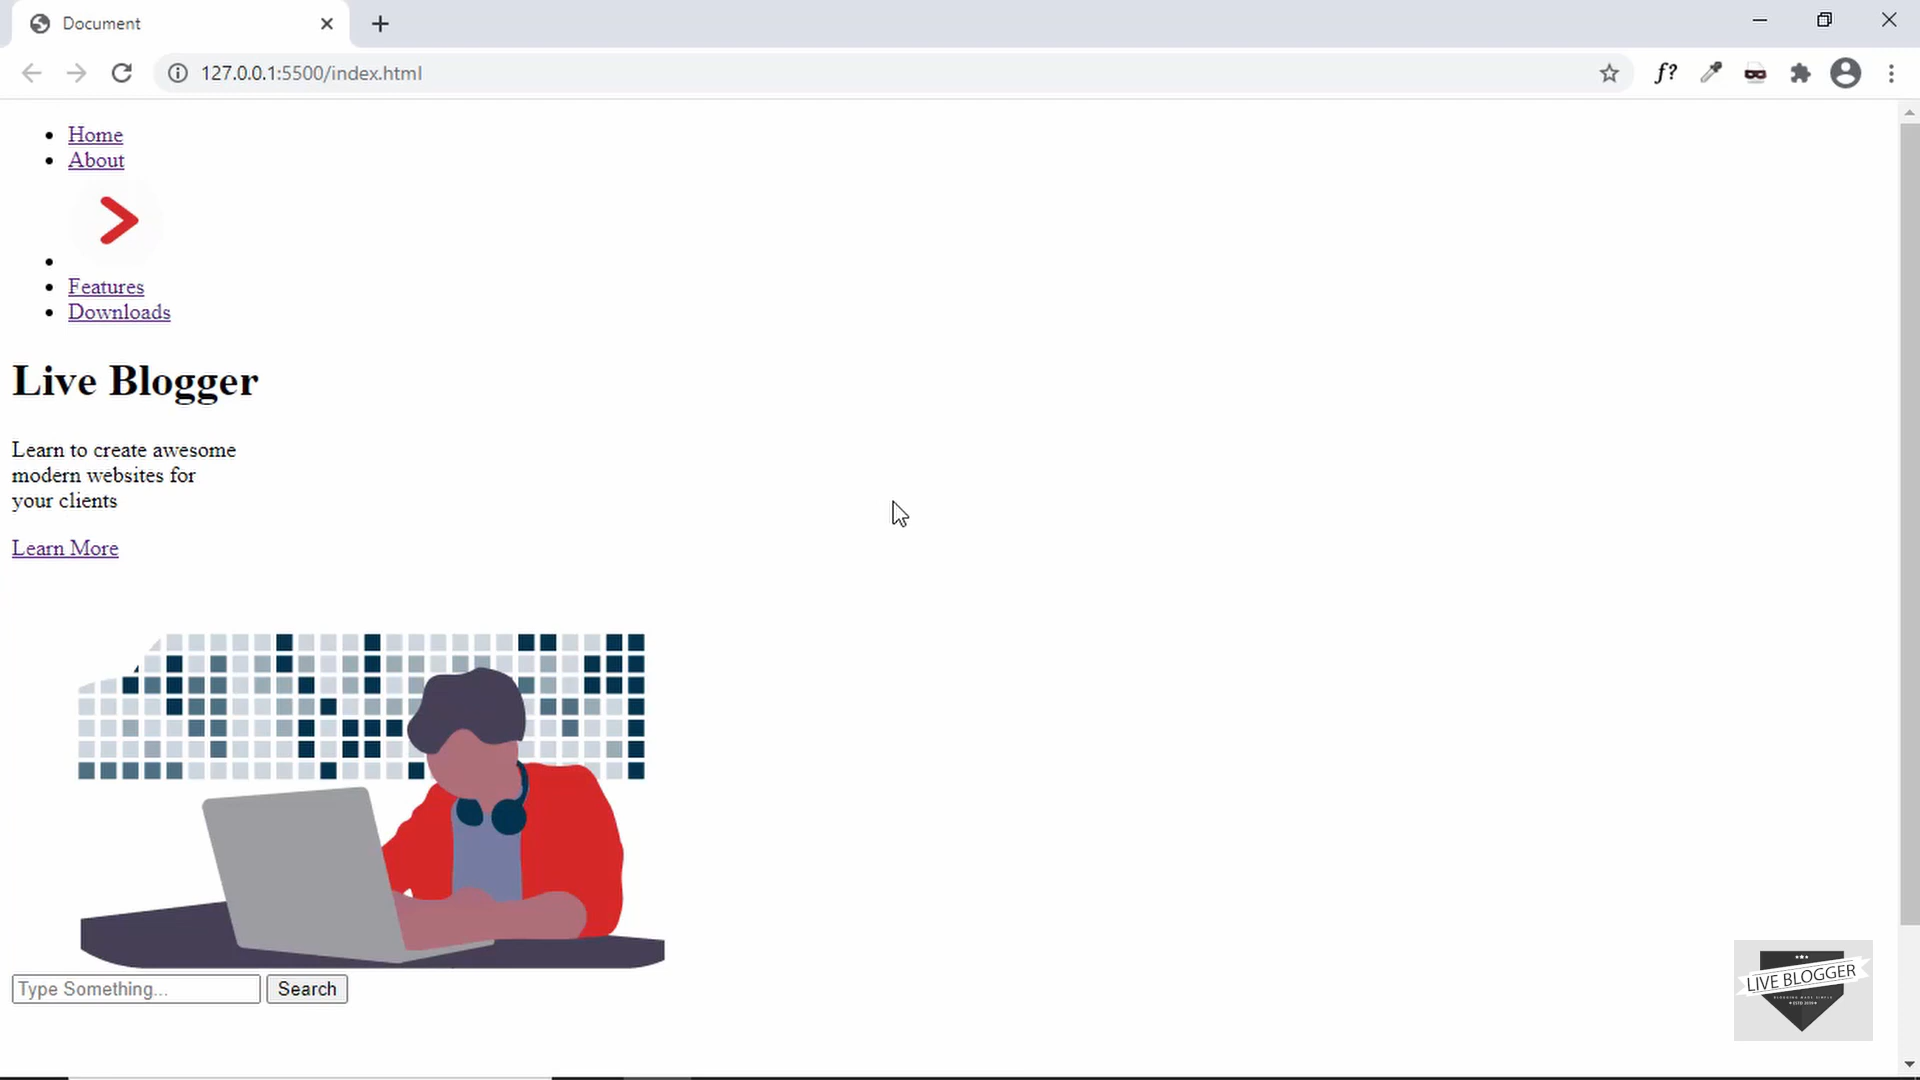 Document
127.0.0.1:5500/index.html
f?
Home
About
Features
Downloads
Live Blogger
Learn to create awesome
modern websites for
your clients
Learn More
Type Something...
Search
LIVE BLOGGER